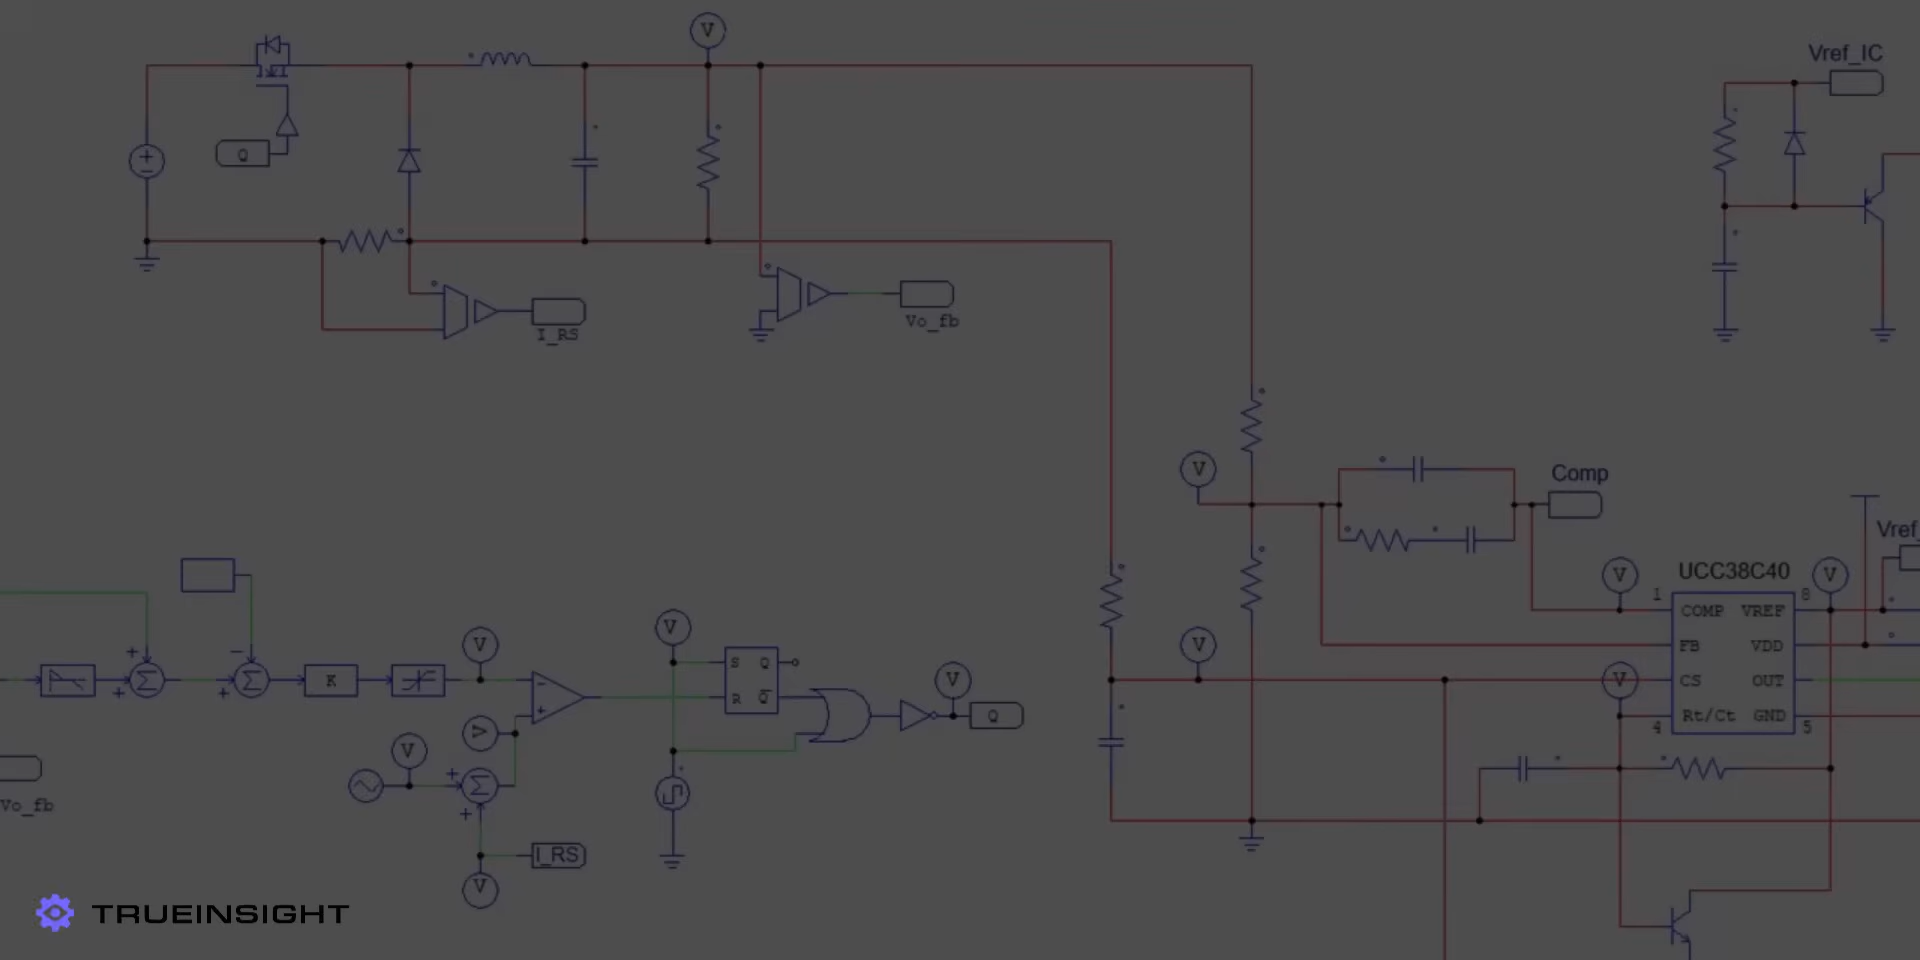 V
Vref_IC
Q
I_RS
Vo_fb
V
Comp
Vref_
UCC38C40
V
V
1
8
COMP VREF
FB VDD
CS OUT
Rt/Ct GND
4
5
V
V
V
V
V
K
S Q
R Q̅
V
V
Q
Vo_fb
I_RS
V
TRUEINSIGHT